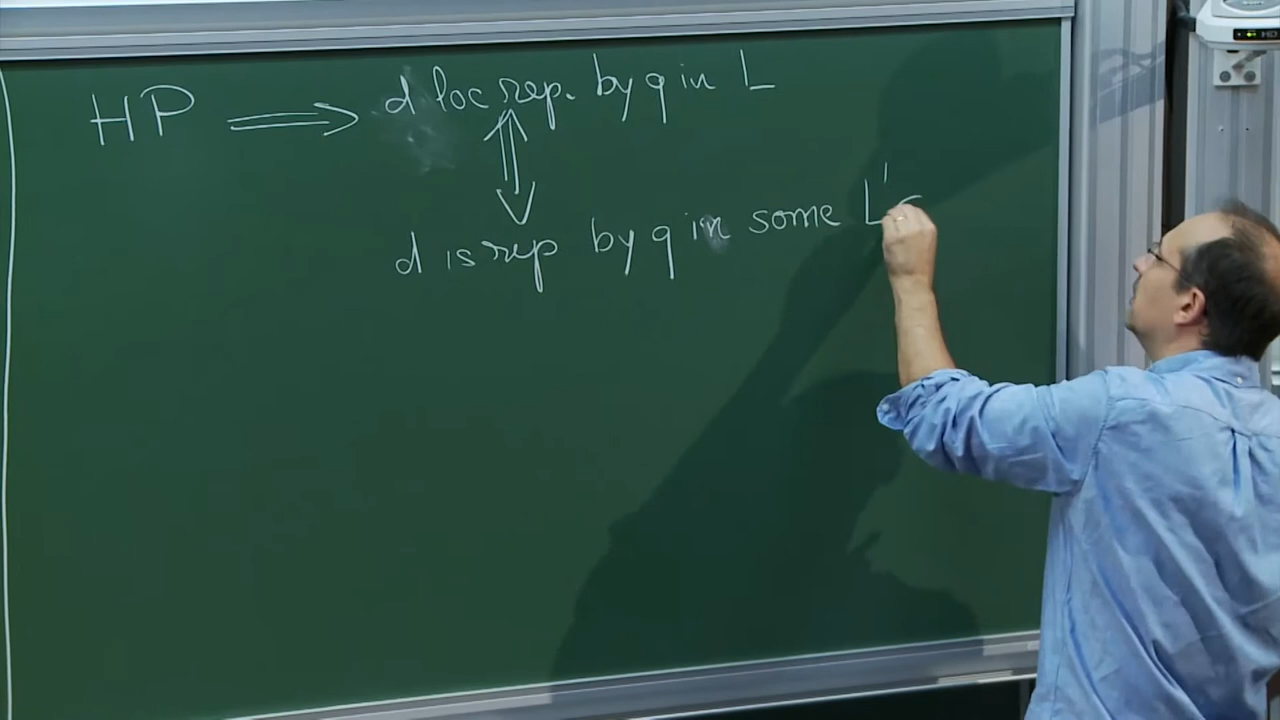 HP ⟹ d loc rep. by q in L
⇕
d is rep by q in some L'